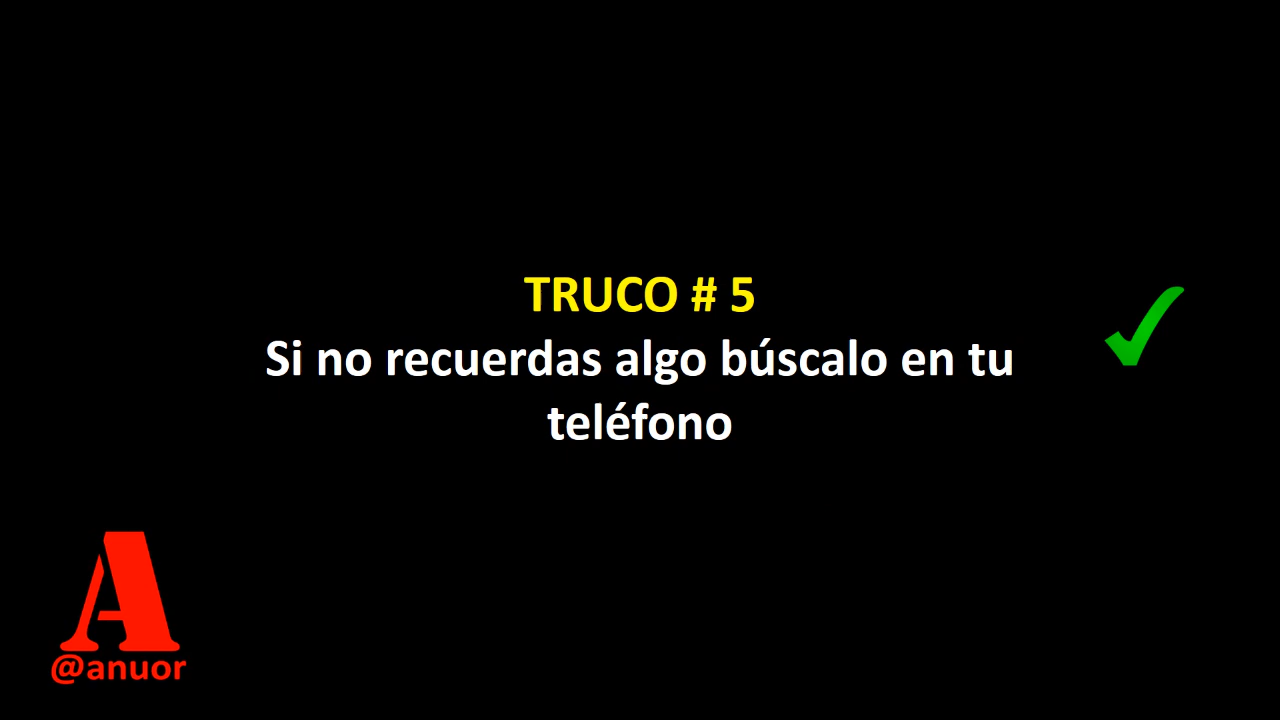 TRUCO # 5
Si no recuerdas algo búscalo en tu
teléfono
A
@anuor